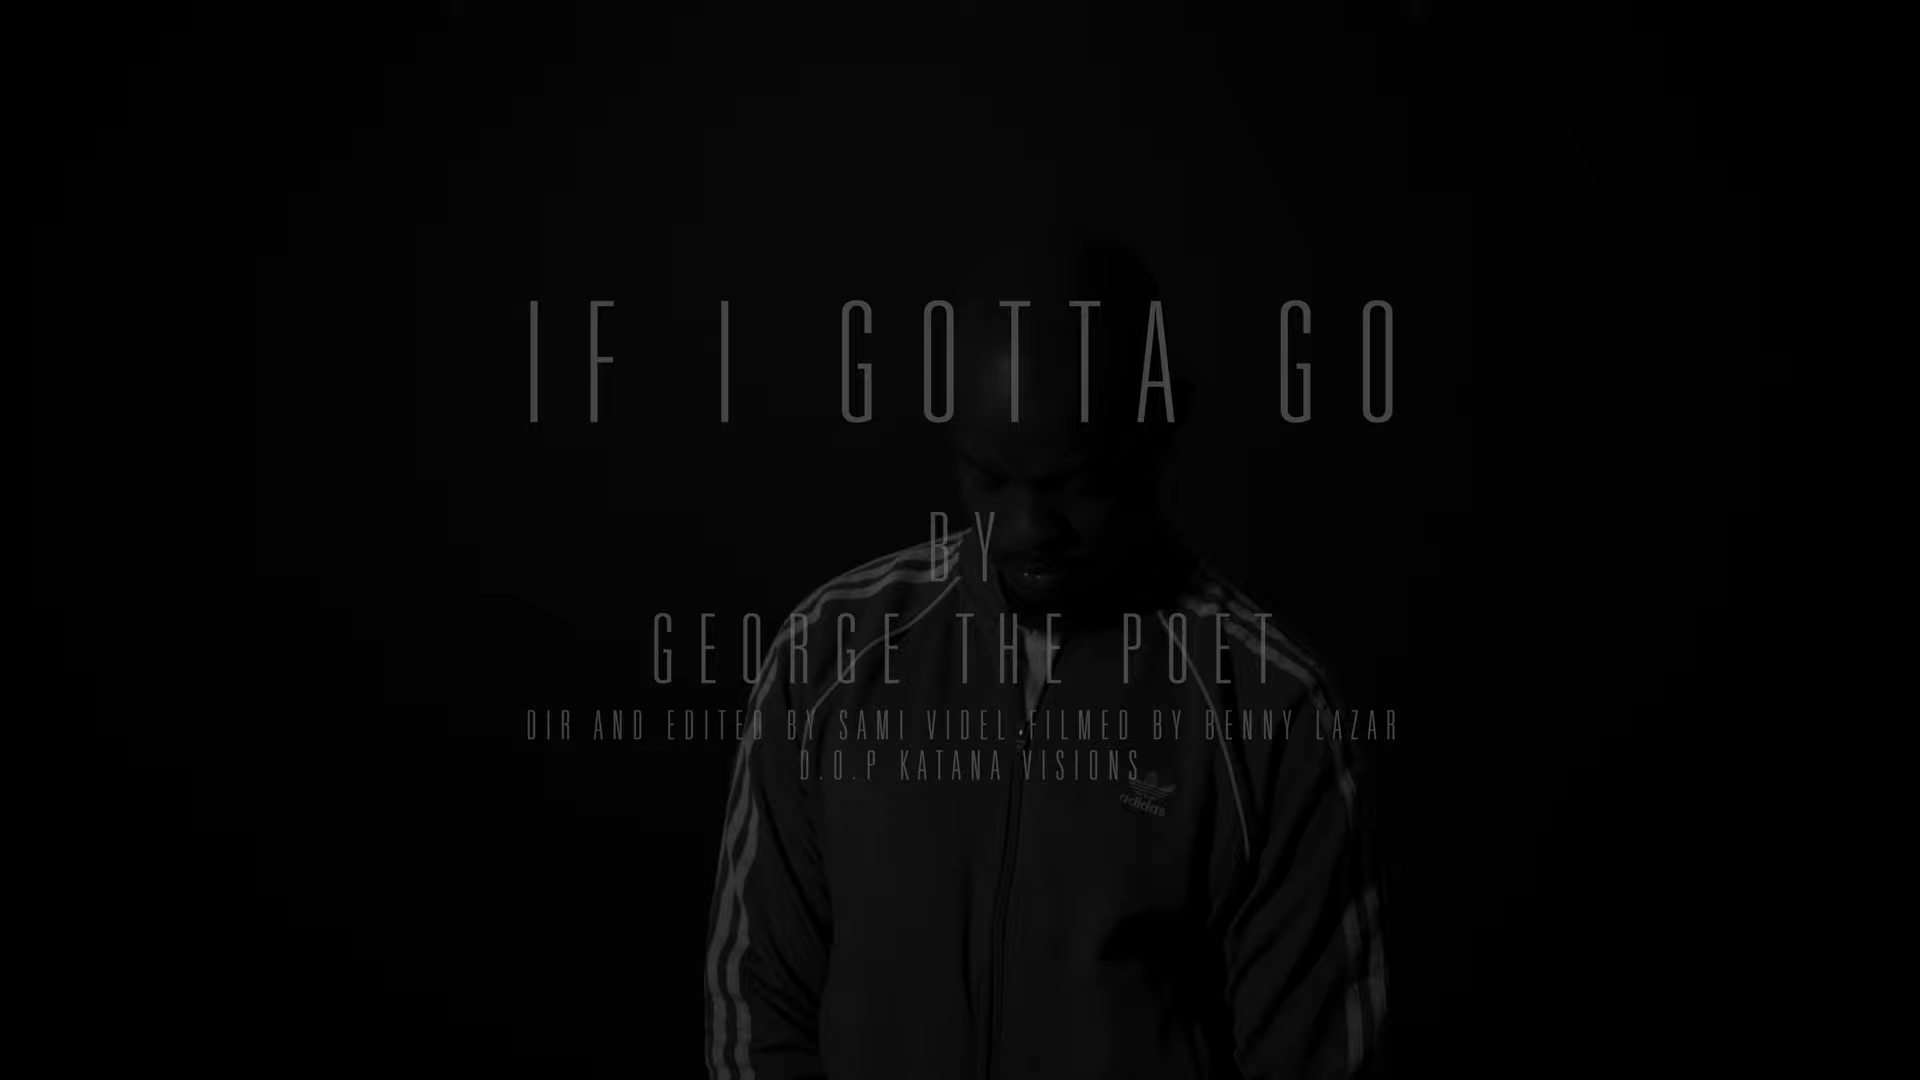 IF I GOTTA GO
BY
GEORGE THE POET
DIR AND EDITED BY SAMI VIDEL FILMED BY BENNY LAZAR
D.O.P KATANA VISIONS
adidas